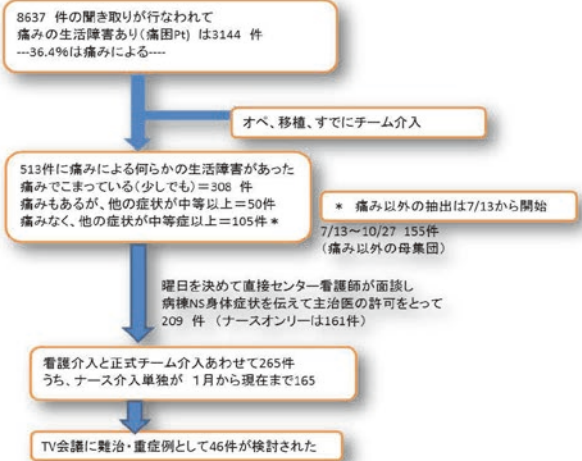 8637 件の聞き取りが行なわれて
痛みの生活障害あり(痛困Pt) は3144 件
---36.4%は痛みによる----
オペ、移植、すでにチーム介入
513件に痛みによる何らかの生活障害があった
痛みでこまっている(少しでも)=308 件
痛みもあるが、他の症状が中等以上=50件
痛みなく、他の症状が中等症以上=105件*
* 痛み以外の抽出は7/13から開始
7/13~10/27 155件
(痛み以外の母集団)
曜日を決めて直接センター看護師が面談し
病棟NS身体症状を伝えて主治医の許可をとって
209 件 (ナースオンリーは161件)
看護介入と正式チーム介入あわせて265件
うち、ナース介入単独が 1月から現在まで165
TV会議に難治・重症例として46件が検討された